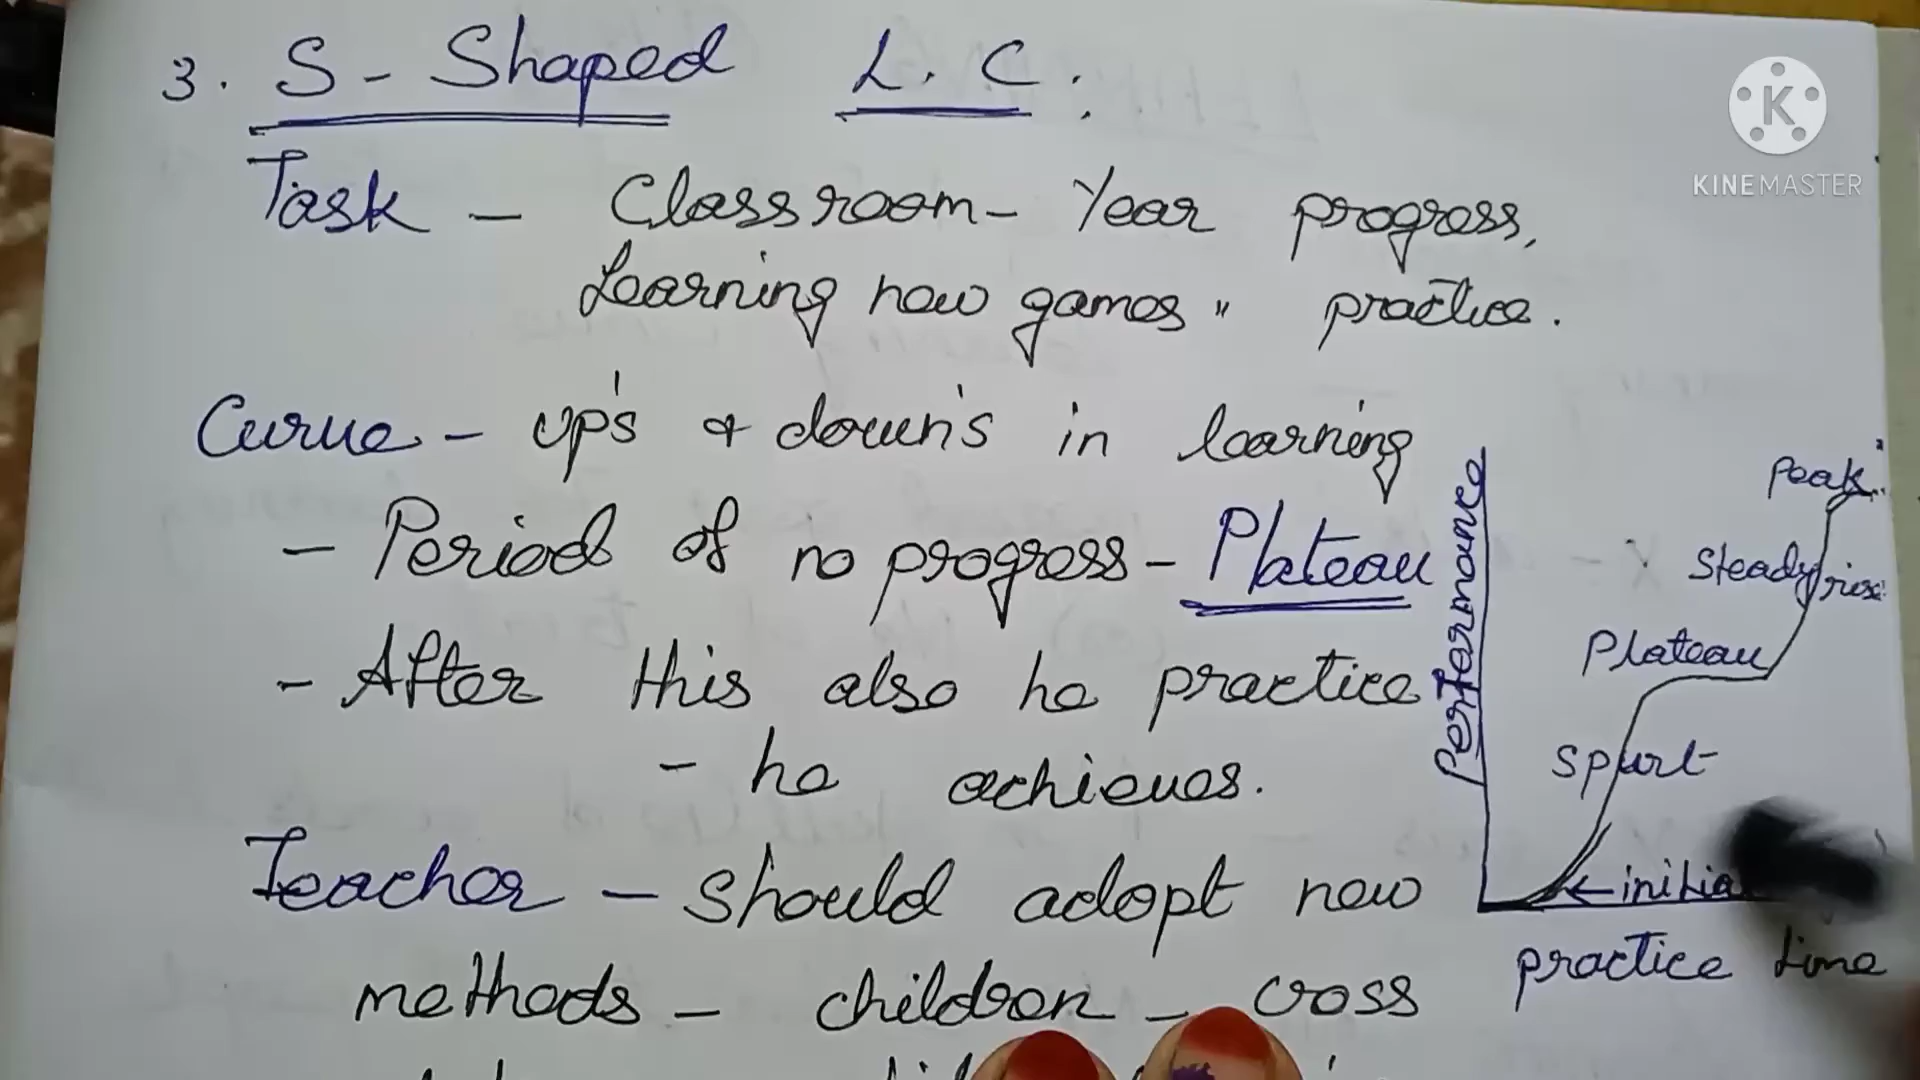 3. S - Shaped L. C :
KINEMASTER
Task - Classroom - Year progress,
Learning new games " practice.
Curve - up's & down's in learning
- Period of no progress - Plateau
- After this also he practice
- he achieves.
Teacher - Should adopt new
methods - children - cross
Performance
Peak
Steady rise
Plateau
Spurt
practice time